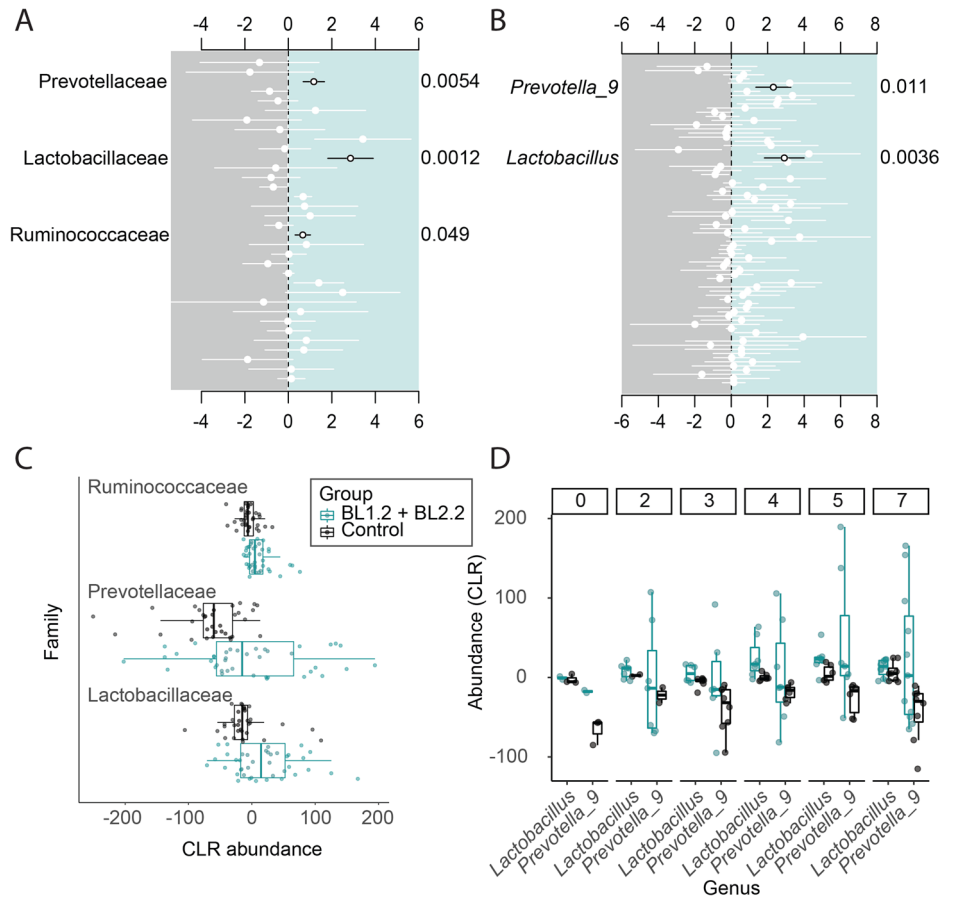 A
-4 -2 0 2 4 6
Prevotellaceae 0.0054
Lactobacillaceae 0.0012
Ruminococcaceae 0.049
-4 -2 0 2 4 6
B
-6 -4 -2 0 2 4 6 8
Prevotella_9 0.011
Lactobacillus 0.0036
-6 -4 -2 0 2 4 6 8
C
Ruminococcaceae
Prevotellaceae
Lactobacillaceae
Group
BL1.2 + BL2.2
Control
Family
-200 -100 0 100 200
CLR abundance
D
0 2 3 4 5 7
200
100
0
-100
Abundance (CLR)
Lactobacillus Prevotella_9 Lactobacillus Prevotella_9 Lactobacillus Prevotella_9 Lactobacillus Prevotella_9 Lactobacillus Prevotella_9 Lactobacillus Prevotella_9
Genus